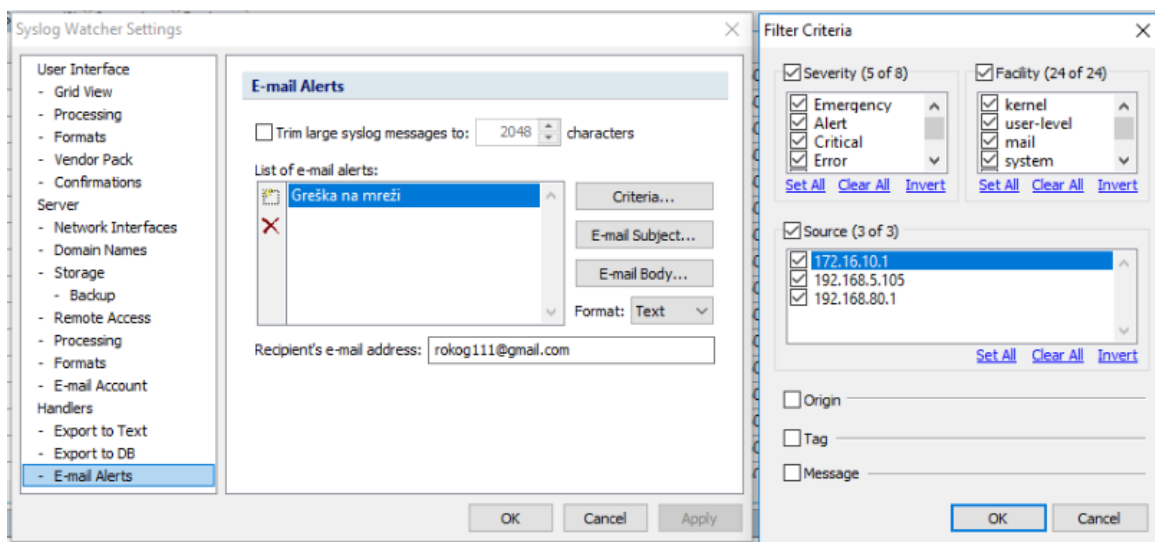 Syslog Watcher Settings
User Interface
- Grid View
- Processing
- Formats
- Vendor Pack
- Confirmations
Server
- Network Interfaces
- Domain Names
- Storage
- Backup
- Remote Access
- Processing
- Formats
- E-mail Account
Handlers
- Export to Text
- Export to DB
- E-mail Alerts
E-mail Alerts
Trim large syslog messages to: 2048 characters
List of e-mail alerts:
Greška na mreži
Criteria...
E-mail Subject...
E-mail Body...
Format: Text
Recipient's e-mail address: rokog111@gmail.com
OK Cancel Apply
Filter Criteria
Severity (5 of 8)
Emergency
Alert
Critical
Error
Set All Clear All Invert
Facility (24 of 24)
kernel
user-level
mail
system
Set All Clear All Invert
Source (3 of 3)
172.16.10.1
192.168.5.105
192.168.80.1
Set All Clear All Invert
Origin
Tag
Message
OK Cancel